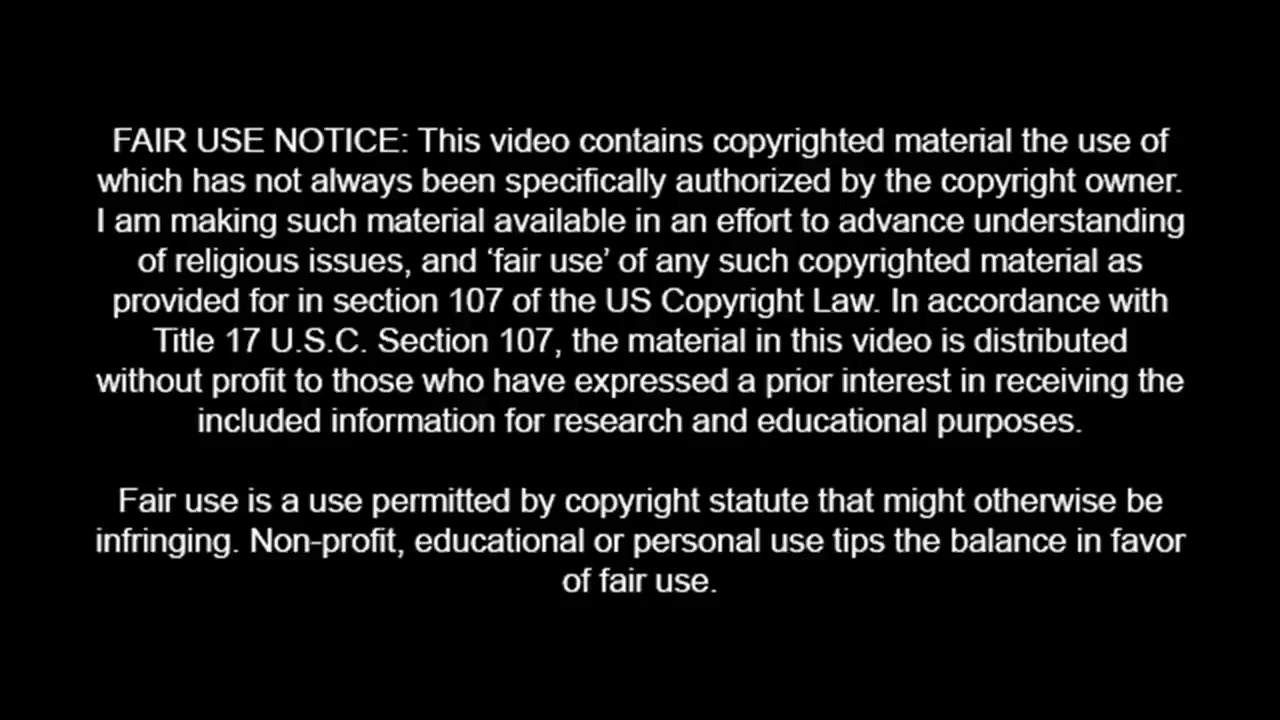 FAIR USE NOTICE: This video contains copyrighted material the use of
which has not always been specifically authorized by the copyright owner.
I am making such material available in an effort to advance understanding
of religious issues, and ‘fair use’ of any such copyrighted material as
provided for in section 107 of the US Copyright Law. In accordance with
Title 17 U.S.C. Section 107, the material in this video is distributed
without profit to those who have expressed a prior interest in receiving the
included information for research and educational purposes.
Fair use is a use permitted by copyright statute that might otherwise be
infringing. Non-profit, educational or personal use tips the balance in favor
of fair use.